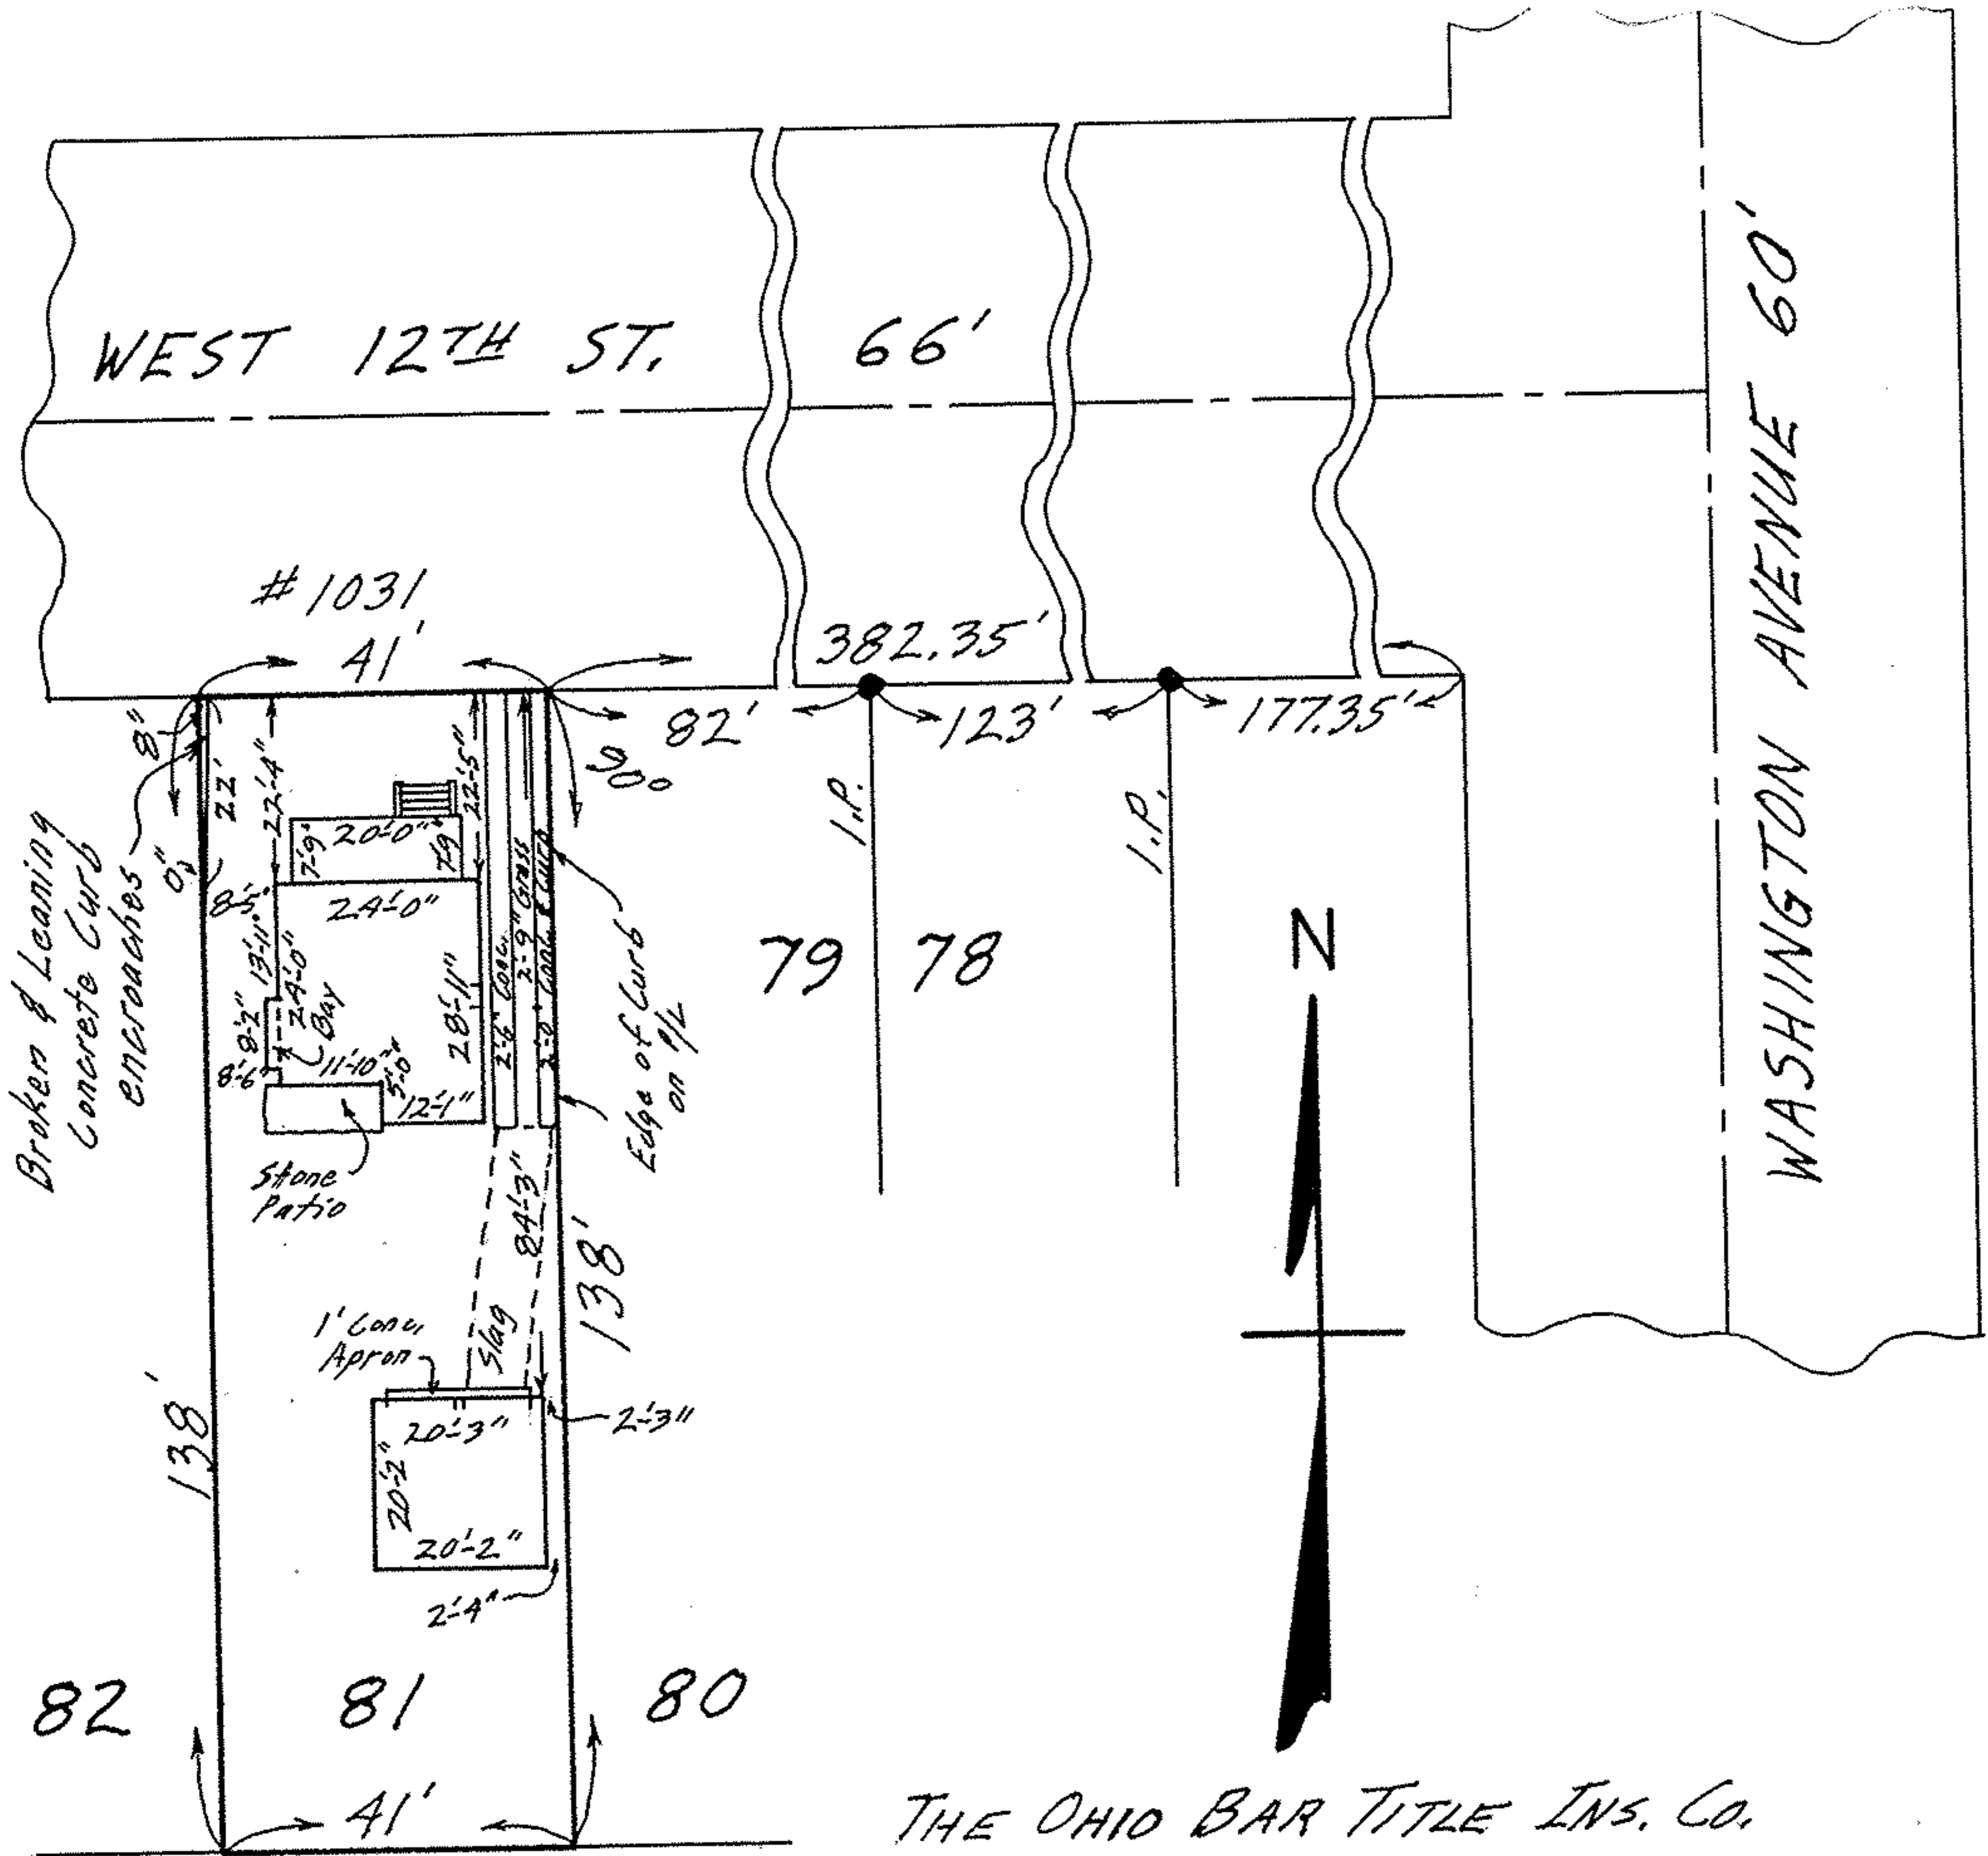 WEST 12TH ST. 66'
WASHINGTON AVENUE 60'
#1031
41'
382.35'
82'
123'
177.35'
I.P.
I.P.
90°
8"
22'
0"
22'-4"
22'-5"
20'-0"
7'-9"
7'-9"
8'-5"
24'-0"
13'-11"
24'-0"
8'-2"
Bay
8'-6"
11'-10"
5'-0"
12'-1"
28'-11"
2'-6" Conc.
2'-9" Grass
2'-0" Conc. & Curb
Broken & Leaning
Concrete Curb
encroaches
Edge of Curb
on P/L
79
78
N
Stone
Patio
84'-3"
138'
Slag
1' Conc.
Apron
20'-3"
2'-3"
20'-2"
20'-2"
2'-4"
138'
82
81
80
41'
THE OHIO BAR TITLE INS. CO.